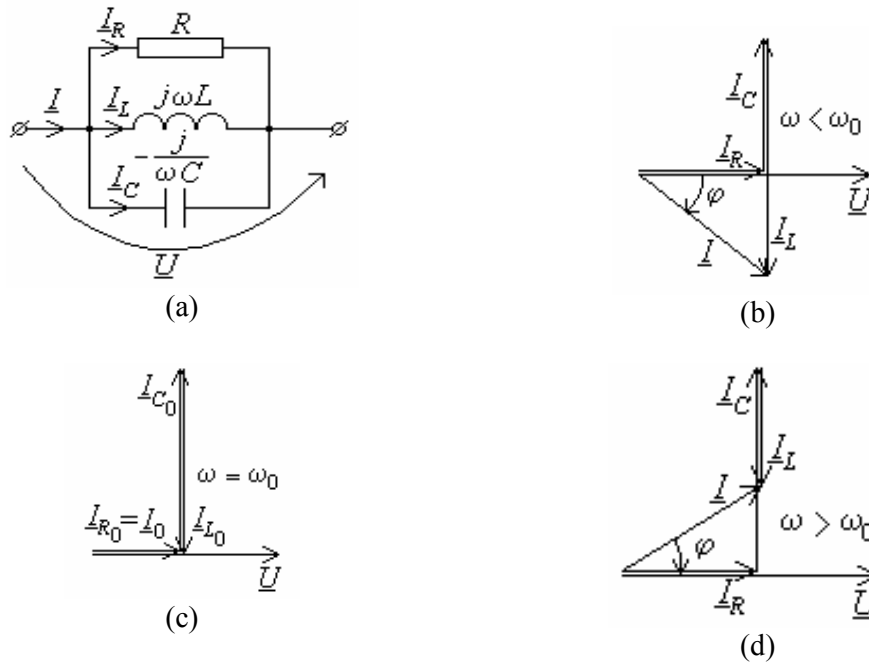 I_R R
I I_L jωL
I_C -j/ωC
U
(a)
I_C
ω < ω₀
I_R
φ U
I I_L
(b)
I_C₀
ω = ω₀
I_R₀ = I₀ I_L₀
U
(c)
I_C
I_L
I
ω > ω₀
φ
I_R U
(d)